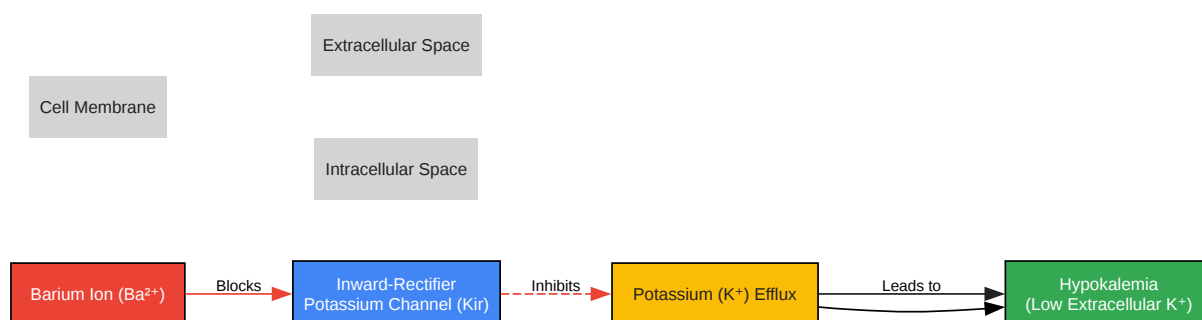 Extracellular Space
Cell Membrane
Intracellular Space
Barium Ion (Ba²⁺)
Blocks
Inward-Rectifier
Potassium Channel (Kir)
Inhibits
Potassium (K⁺) Efflux
Leads to
Hypokalemia
(Low Extracellular K⁺)